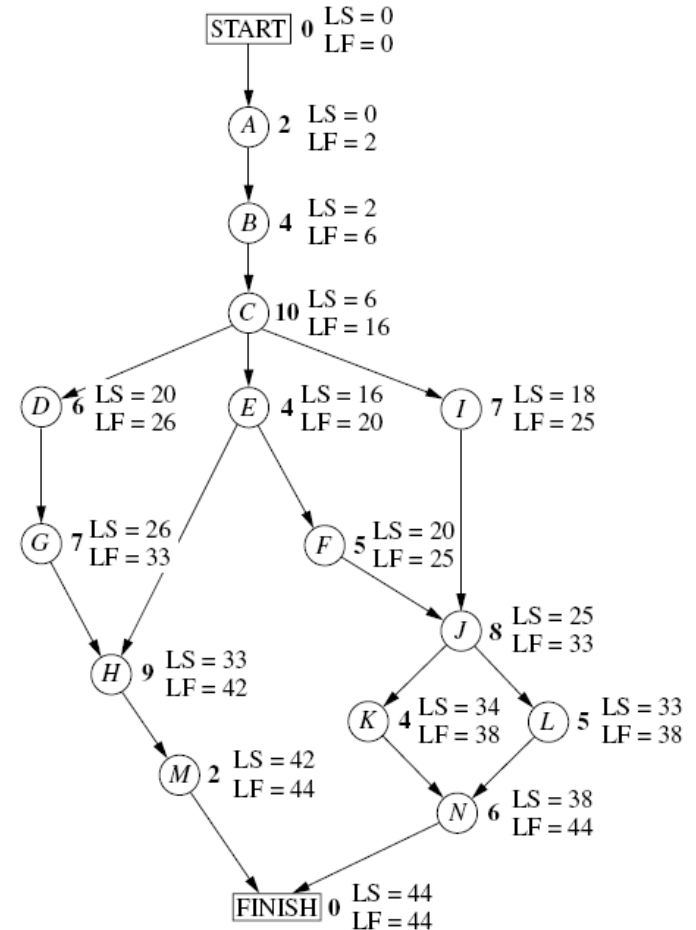 START 0 LS = 0
LF = 0
A 2 LS = 0
LF = 2
B 4 LS = 2
LF = 6
C 10 LS = 6
LF = 16
D 6 LS = 20
LF = 26
E 4 LS = 16
LF = 20
I 7 LS = 18
LF = 25
G 7 LS = 26
LF = 33
F 5 LS = 20
LF = 25
J 8 LS = 25
LF = 33
H 9 LS = 33
LF = 42
K 4 LS = 34
LF = 38
L 5 LS = 33
LF = 38
M 2 LS = 42
LF = 44
N 6 LS = 38
LF = 44
FINISH 0 LS = 44
LF = 44